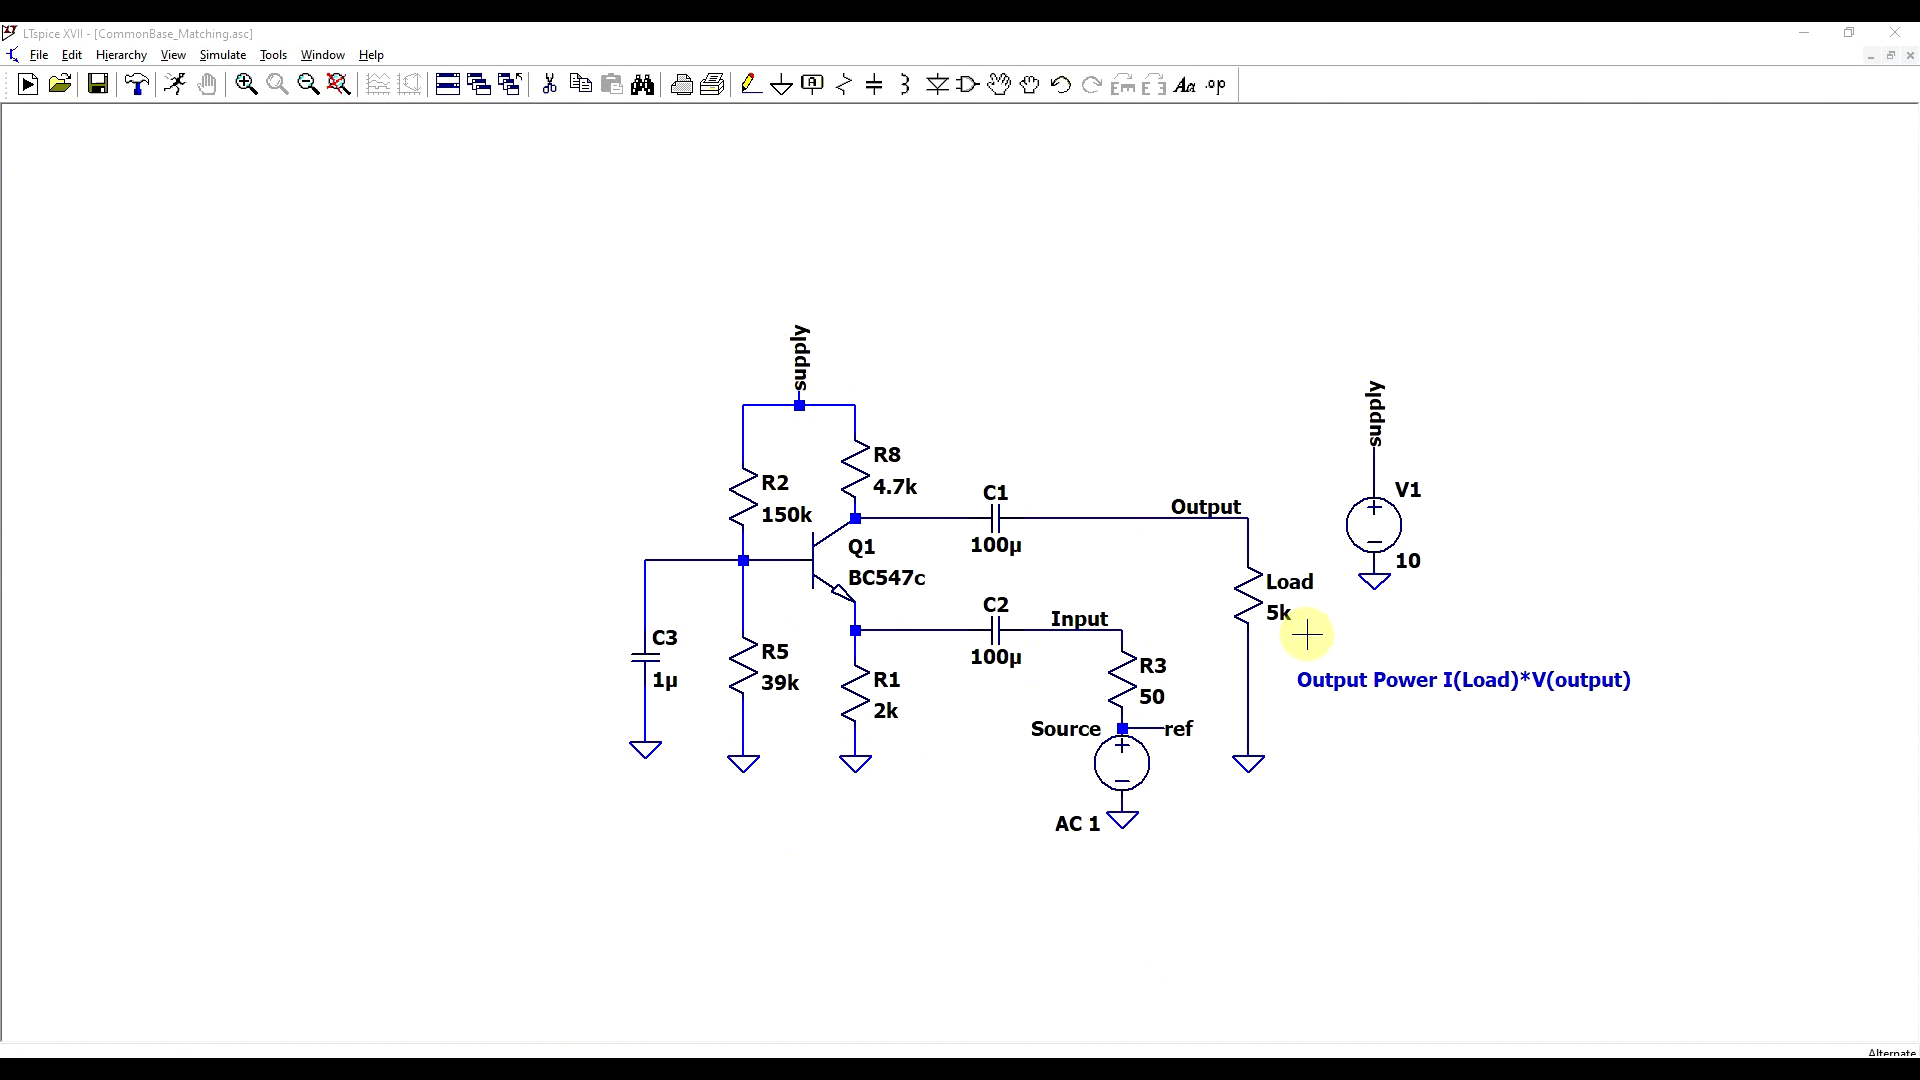 LTspice XVII - [CommonBase_Matching.asc]
File Edit Hierarchy View Simulate Tools Window Help
supply
R2
150k
R8
4.7k
Q1
BC547c
C1
100µ
Output
C2
100µ
Input
C3
1µ
R5
39k
R1
2k
R3
50
Source
ref
AC 1
Load
5k
Output Power I(Load)*V(output)
supply
V1
10
Alternate